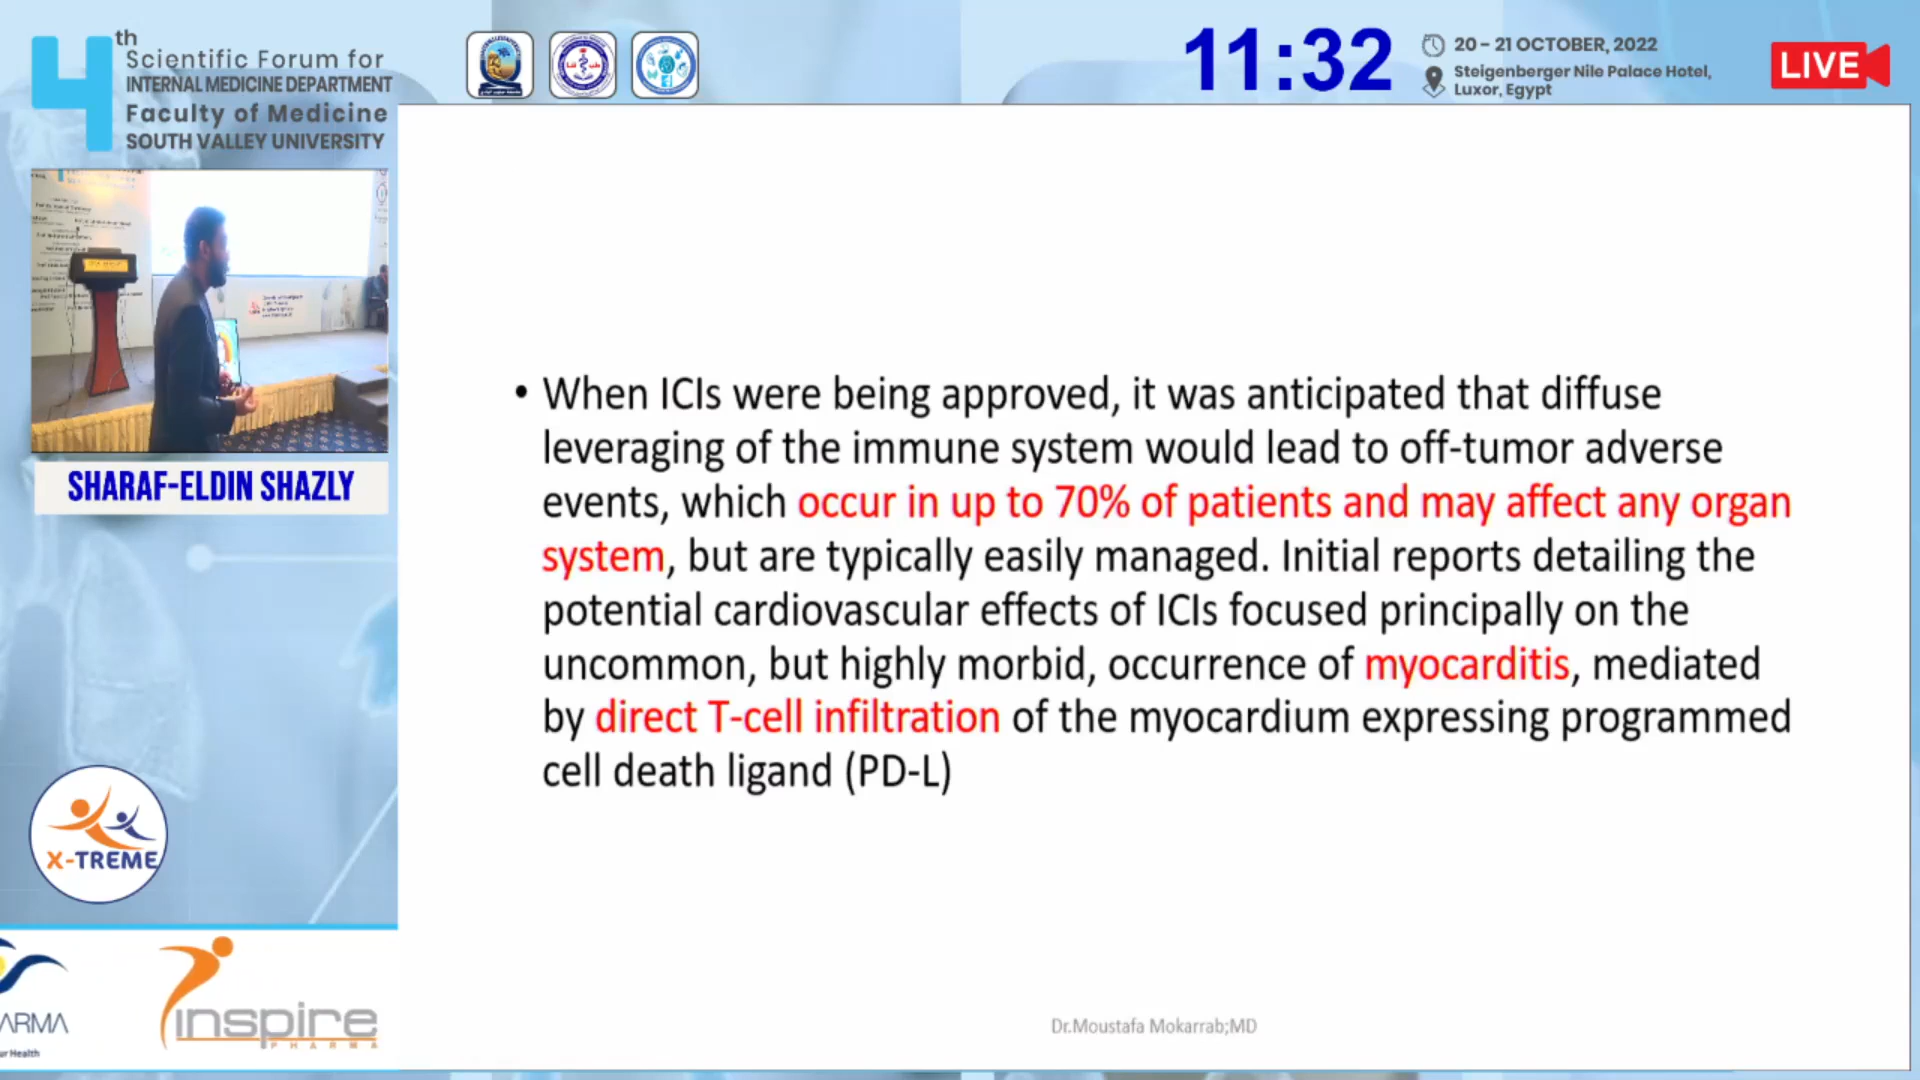 4th
Scientific Forum for
INTERNAL MEDICINE DEPARTMENT
Faculty of Medicine
SOUTH VALLEY UNIVERSITY
11:32
20 – 21 OCTOBER, 2022
Steigenberger Nile Palace Hotel,
Luxor, Egypt
LIVE
SHARAF-ELDIN SHAZLY
• When ICIs were being approved, it was anticipated that diffuse
leveraging of the immune system would lead to off-tumor adverse
events, which occur in up to 70% of patients and may affect any organ
system, but are typically easily managed. Initial reports detailing the
potential cardiovascular effects of ICIs focused principally on the
uncommon, but highly morbid, occurrence of myocarditis, mediated
by direct T-cell infiltration of the myocardium expressing programmed
cell death ligand (PD-L)
X-TREME
ARMA
ur Health
inspire
PHARMA
Dr.Moustafa Mokarrab;MD